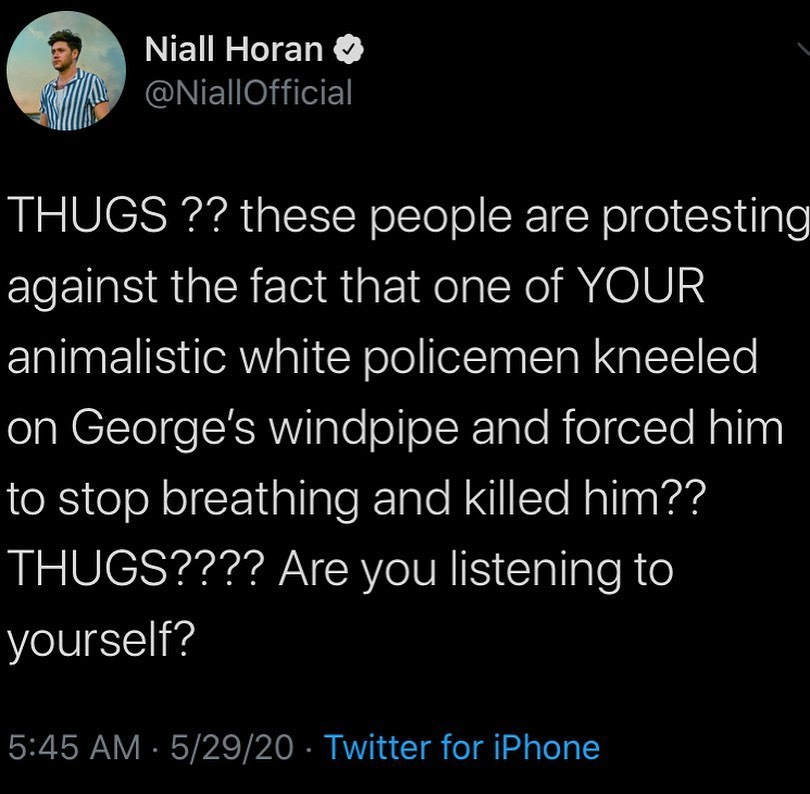 Niall Horan
@NiallOfficial
THUGS ?? these people are protesting
against the fact that one of YOUR
animalistic white policemen kneeled
on George's windpipe and forced him
to stop breathing and killed him??
THUGS???? Are you listening to
yourself?
5:45 AM · 5/29/20 · Twitter for iPhone